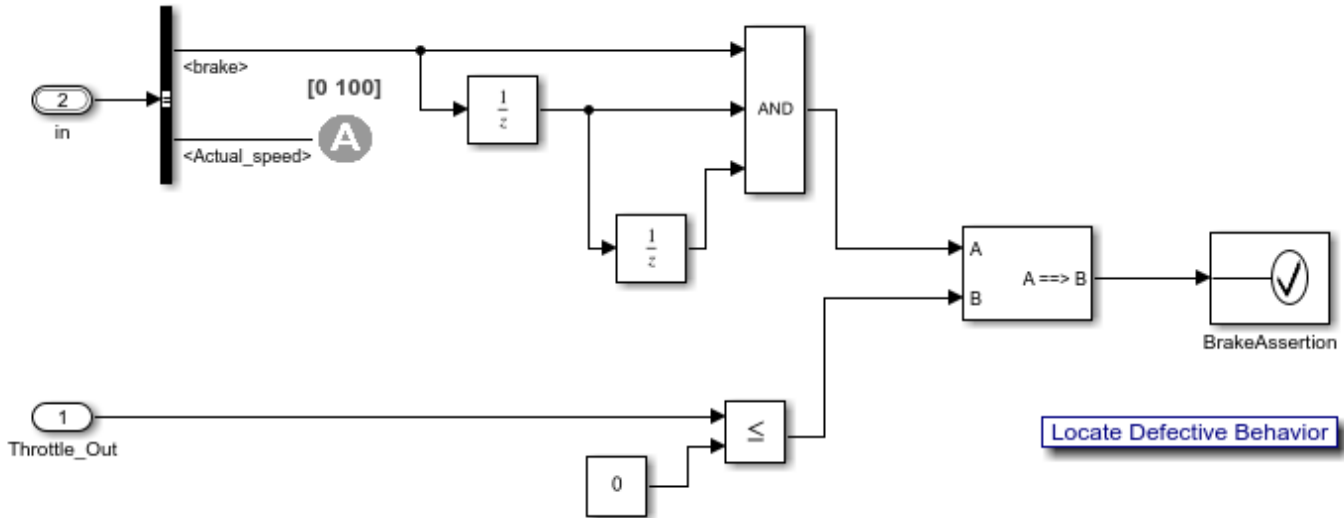 2
in
<brake>
[0 100]
A
<Actual_speed>
1
z
1
z
AND
A
B
A ==> B
BrakeAssertion
1
Throttle_Out
≤
0
Locate Defective Behavior